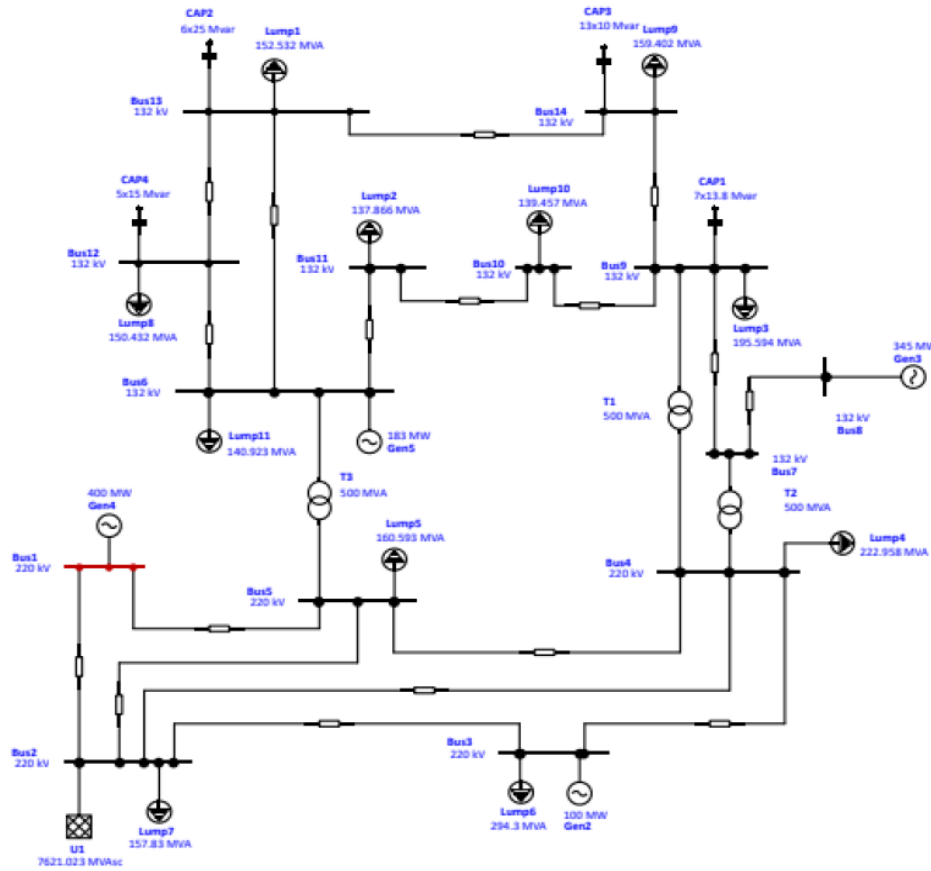 CAP2
6x25 Mvar
Lump1
152.532 MVA
CAP3
13x10 Mvar
Lump9
159.402 MVA
Bus13
132 kV
Bus14
132 kV
CAP4
5x15 Mvar
Lump2
137.866 MVA
Lump10
139.457 MVA
CAP1
7x13.8 Mvar
Bus12
132 kV
Bus11
132 kV
Bus10
132 kV
Bus9
132 kV
Lump8
150.432 MVA
Lump3
195.594 MVA
345 MW
Gen3
Bus6
132 kV
T1
500 MVA
132 kV
Bus8
Lump11
140.923 MVA
183 MW
Gen5
132 kV
Bus7
T3
500 MVA
T2
500 MVA
400 MW
Gen4
Lump5
160.593 MVA
Lump4
222.958 MVA
Bus1
220 kV
Bus4
220 kV
Bus5
220 kV
Bus2
220 kV
Bus3
220 kV
Lump7
157.83 MVA
Lump6
294.3 MVA
100 MW
Gen2
U1
7621.023 MVAsc